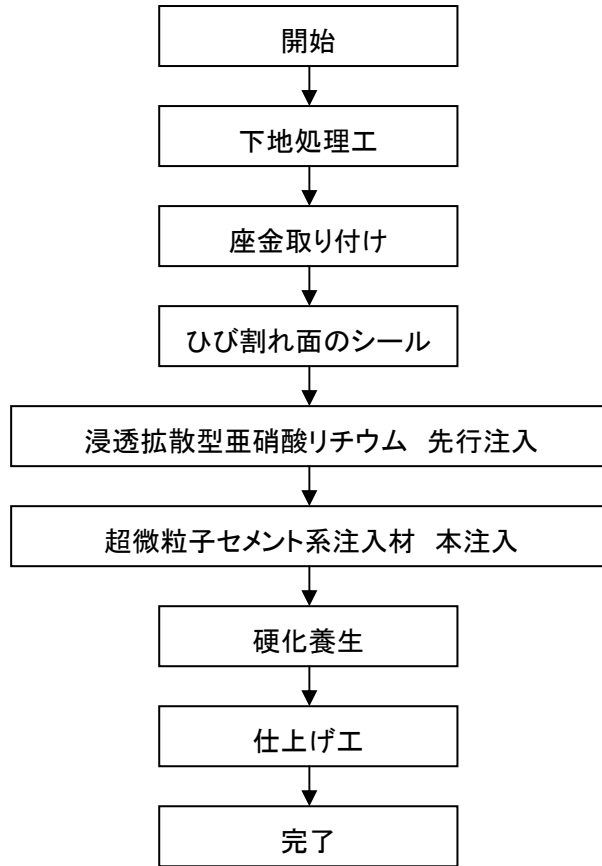 開始
下地処理工
座金取り付け
ひび割れ面のシール
浸透拡散型亜硝酸リチウム 先行注入
超微粒子セメント系注入材 本注入
硬化養生
仕上げ工
完了